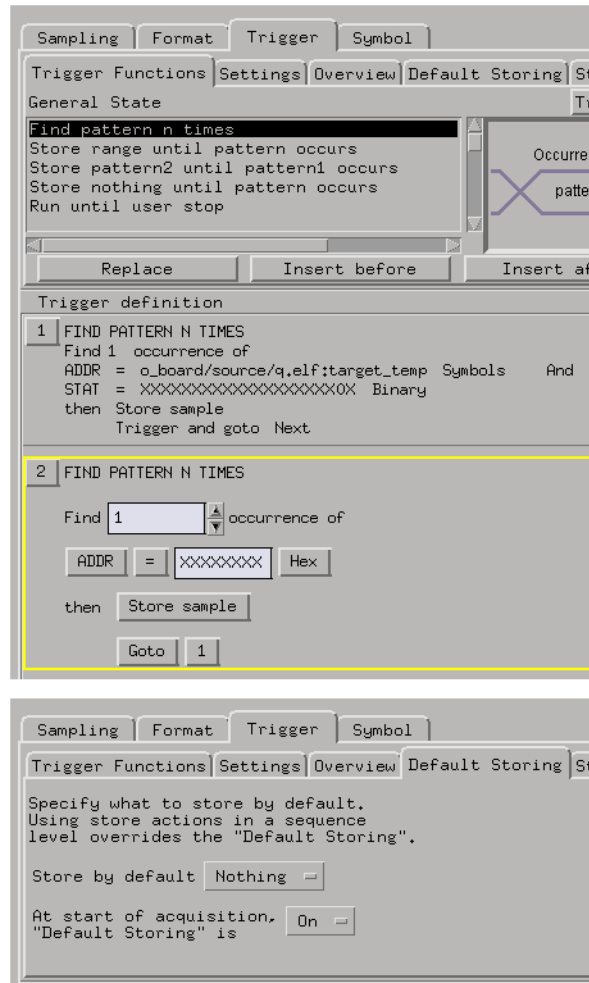 Sampling Format Trigger Symbol
Trigger Functions Settings Overview Default Storing St
General State Tr
Find pattern n times
Store range until pattern occurs
Store pattern2 until pattern1 occurs
Store nothing until pattern occurs
Run until user stop
Occurre
patte
Replace Insert before Insert af
Trigger definition
1 FIND PATTERN N TIMES
Find 1 occurrence of
ADDR = o_board/source/q.elf:target_temp Symbols And
STAT = XXXXXXXXXXXXXXXXXXXX0X Binary
then Store sample
Trigger and goto Next
2 FIND PATTERN N TIMES
Find 1 occurrence of
ADDR = XXXXXXXX Hex
then Store sample
Goto 1
Sampling Format Trigger Symbol
Trigger Functions Settings Overview Default Storing St
Specify what to store by default.
Using store actions in a sequence
level overrides the "Default Storing".
Store by default Nothing
At start of acquisition,
"Default Storing" is On